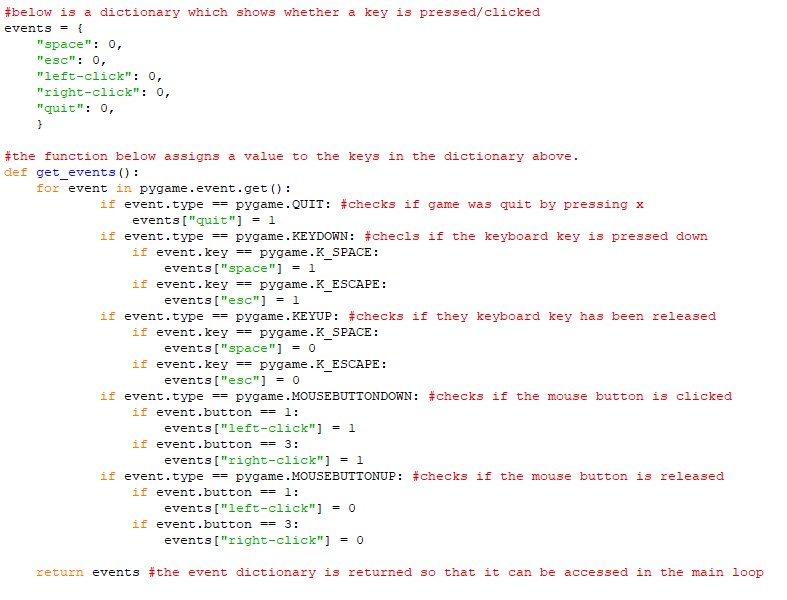 #below is a dictionary which shows whether a key is pressed/clicked
events = {
    "space": 0,
    "esc": 0,
    "left-click": 0,
    "right-click": 0,
    "quit": 0,
    }

#the function below assigns a value to the keys in the dictionary above.
def get_events():
    for event in pygame.event.get():
            if event.type == pygame.QUIT: #checks if game was quit by pressing x
                events["quit"] = 1
            if event.type == pygame.KEYDOWN: #checls if the keyboard key is pressed down
                if event.key == pygame.K_SPACE:
                    events["space"] = 1
                if event.key == pygame.K_ESCAPE:
                    events["esc"] = 1
            if event.type == pygame.KEYUP: #checks if they keyboard key has been released
                if event.key == pygame.K_SPACE:
                    events["space"] = 0
                if event.key == pygame.K_ESCAPE:
                    events["esc"] = 0
            if event.type == pygame.MOUSEBUTTONDOWN: #checks if the mouse button is clicked
                if event.button == 1:
                    events["left-click"] = 1
                if event.button == 3:
                    events["right-click"] = 1
            if event.type == pygame.MOUSEBUTTONUP: #checks if the mouse button is released
                if event.button == 1:
                    events["left-click"] = 0
                if event.button == 3:
                    events["right-click"] = 0

    return events #the event dictionary is returned so that it can be accessed in the main loop